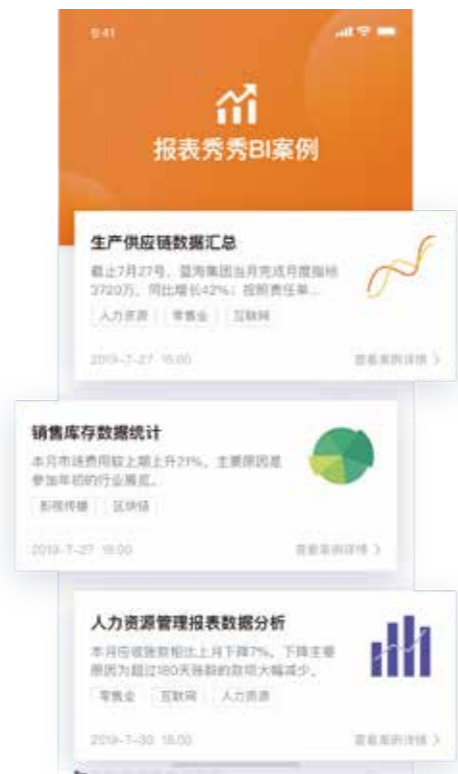 9:41
报表秀秀BI案例
生产供应链数据汇总
截止7月27号，蓝海集团当月完成月度指标
3720万，同比增长42%；按照责任单...
人力资源 零售业 互联网
2019-7-27 15:00 查看案例详情 >
销售库存数据统计
本月市场费用较上期上升21%，主要原因是
参加年初的行业展览。
影视传播 区块链
2019-7-27 18:00 查看案例详情 >
人力资源管理报表数据分析
本月应收账款相比上月下降7%，下降主要
原因为超过180天账龄的款项大幅减少。
零售业 互联网 人力资源
2019-7-30 18:00 查看案例详情 >